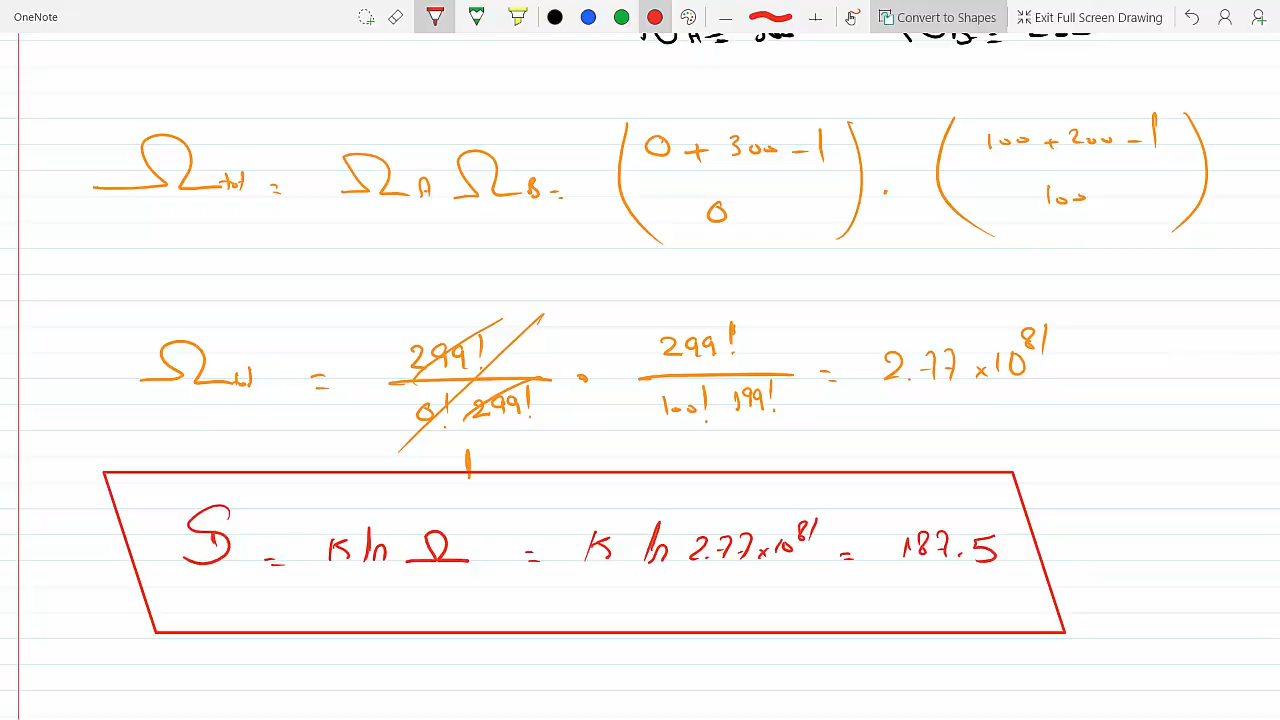 OneNote
Convert to Shapes
Exit Full Screen Drawing
Ω_tot = Ω_A Ω_B = (0 + 300 - 1 / 0) · (100 + 200 - 1 / 100)
Ω_tot = 299! / 0! 299! · 299! / 100! 199! = 2.77 × 10^81
1
S = K ln Ω = K ln 2.77 × 10^81 = 187.5